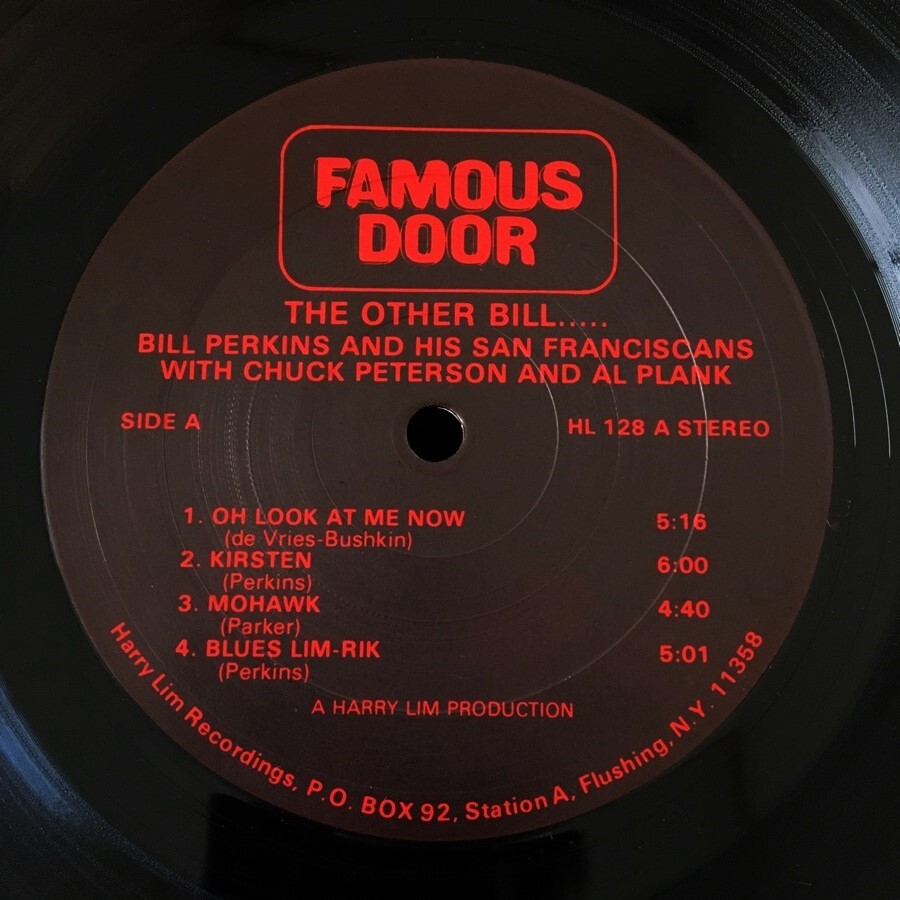 FAMOUS
DOOR
THE OTHER BILL.....
BILL PERKINS AND HIS SAN FRANCISCANS
WITH CHUCK PETERSON AND AL PLANK
SIDE A
HL 128 A STEREO
1. OH LOOK AT ME NOW 5:16
(de Vries-Bushkin)
2. KIRSTEN 6:00
(Perkins)
3. MOHAWK 4:40
(Parker)
4. BLUES LIM-RIK 5:01
(Perkins)
A HARRY LIM PRODUCTION
Harry Lim Recordings, P.O. BOX 92, Station A, Flushing, N.Y. 11358